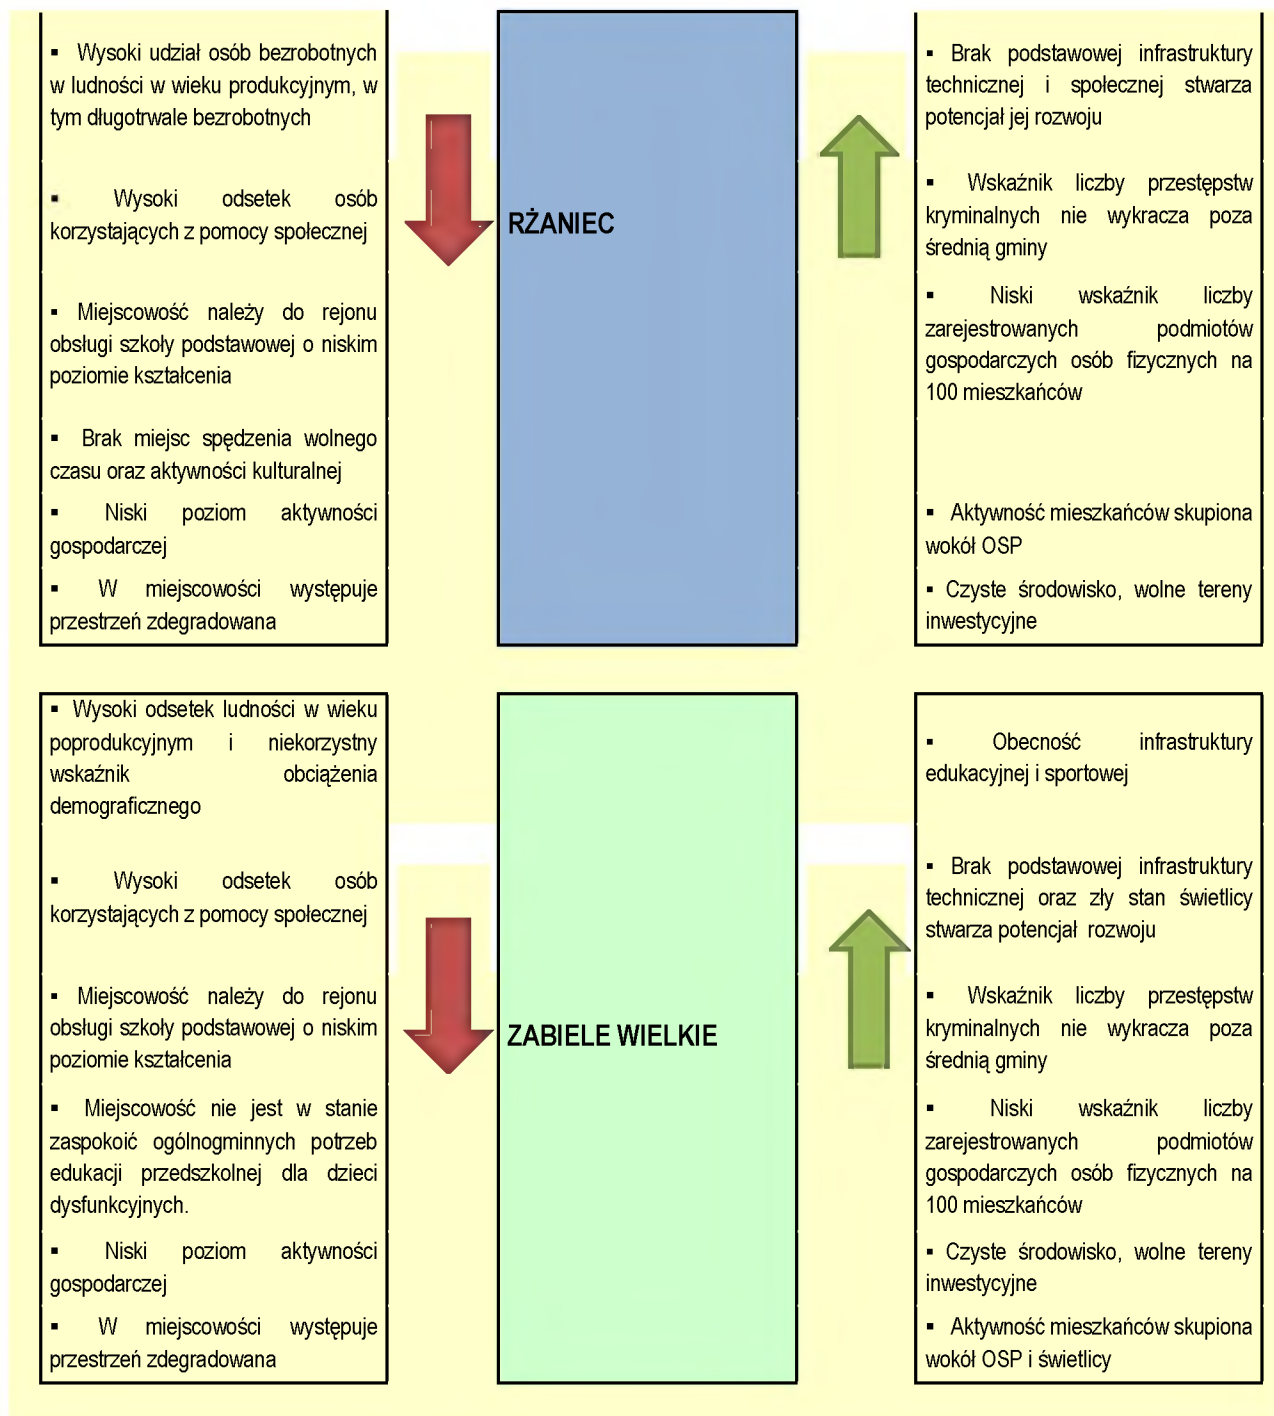 ▪ Wysoki udział osób bezrobotnych
w ludności w wieku produkcyjnym, w
tym długotrwale bezrobotnych
▪ Wysoki odsetek osób
korzystających z pomocy społecznej
▪ Miejscowość należy do rejonu
obsługi szkoły podstawowej o niskim
poziomie kształcenia
▪ Brak miejsc spędzenia wolnego
czasu oraz aktywności kulturalnej
▪ Niski poziom aktywności
gospodarczej
▪ W miejscowości występuje
przestrzeń zdegradowana
RŻANIEC
▪ Brak podstawowej infrastruktury
technicznej i społecznej stwarza
potencjał jej rozwoju
▪ Wskaźnik liczby przestępstw
kryminalnych nie wykracza poza
średnią gminy
▪ Niski wskaźnik liczby
zarejestrowanych podmiotów
gospodarczych osób fizycznych na
100 mieszkańców
▪ Aktywność mieszkańców skupiona
wokół OSP
▪ Czyste środowisko, wolne tereny
inwestycyjne
▪ Wysoki odsetek ludności w wieku
poprodukcyjnym i niekorzystny
wskaźnik obciążenia
demograficznego
▪ Wysoki odsetek osób
korzystających z pomocy społecznej
▪ Miejscowość należy do rejonu
obsługi szkoły podstawowej o niskim
poziomie kształcenia
▪ Miejscowość nie jest w stanie
zaspokoić ogólnogminnych potrzeb
edukacji przedszkolnej dla dzieci
dysfunkcyjnych.
▪ Niski poziom aktywności
gospodarczej
▪ W miejscowości występuje
przestrzeń zdegradowana
ZABIELE WIELKIE
▪ Obecność infrastruktury
edukacyjnej i sportowej
▪ Brak podstawowej infrastruktury
technicznej oraz zły stan świetlicy
stwarza potencjał rozwoju
▪ Wskaźnik liczby przestępstw
kryminalnych nie wykracza poza
średnią gminy
▪ Niski wskaźnik liczby
zarejestrowanych podmiotów
gospodarczych osób fizycznych na
100 mieszkańców
▪ Czyste środowisko, wolne tereny
inwestycyjne
▪ Aktywność mieszkańców skupiona
wokół OSP i świetlicy